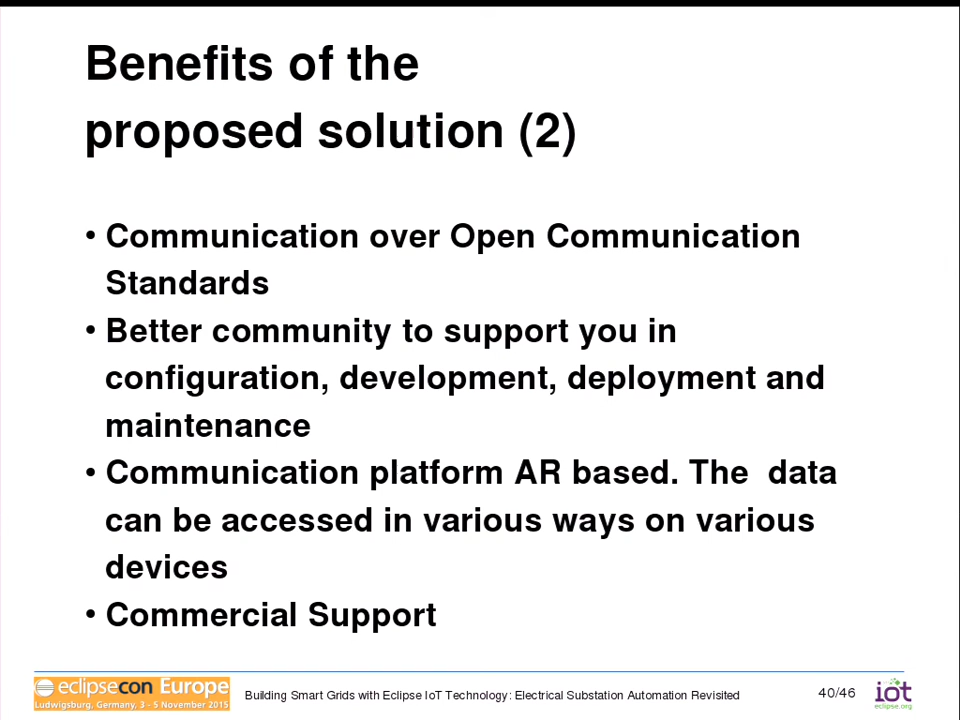 Benefits of the
proposed solution (2)
• Communication over Open Communication
Standards
• Better community to support you in
configuration, development, deployment and
maintenance
• Communication platform AR based. The  data
can be accessed in various ways on various
devices
• Commercial Support
eclipsecon Europe
Ludwigsburg, Germany, 3 - 5 November 2015
Building Smart Grids with Eclipse IoT Technology: Electrical Substation Automation Revisited
40/46
iot
eclipse.org